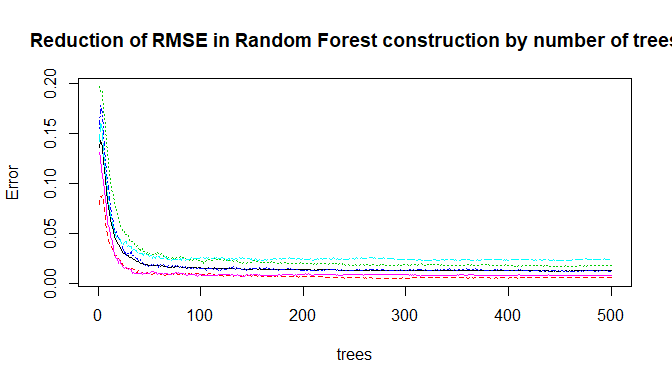 Reduction of RMSE in Random Forest construction by number of trees
0.20
0.15
0.10
0.05
0.00
Error
0 100 200 300 400 500
trees